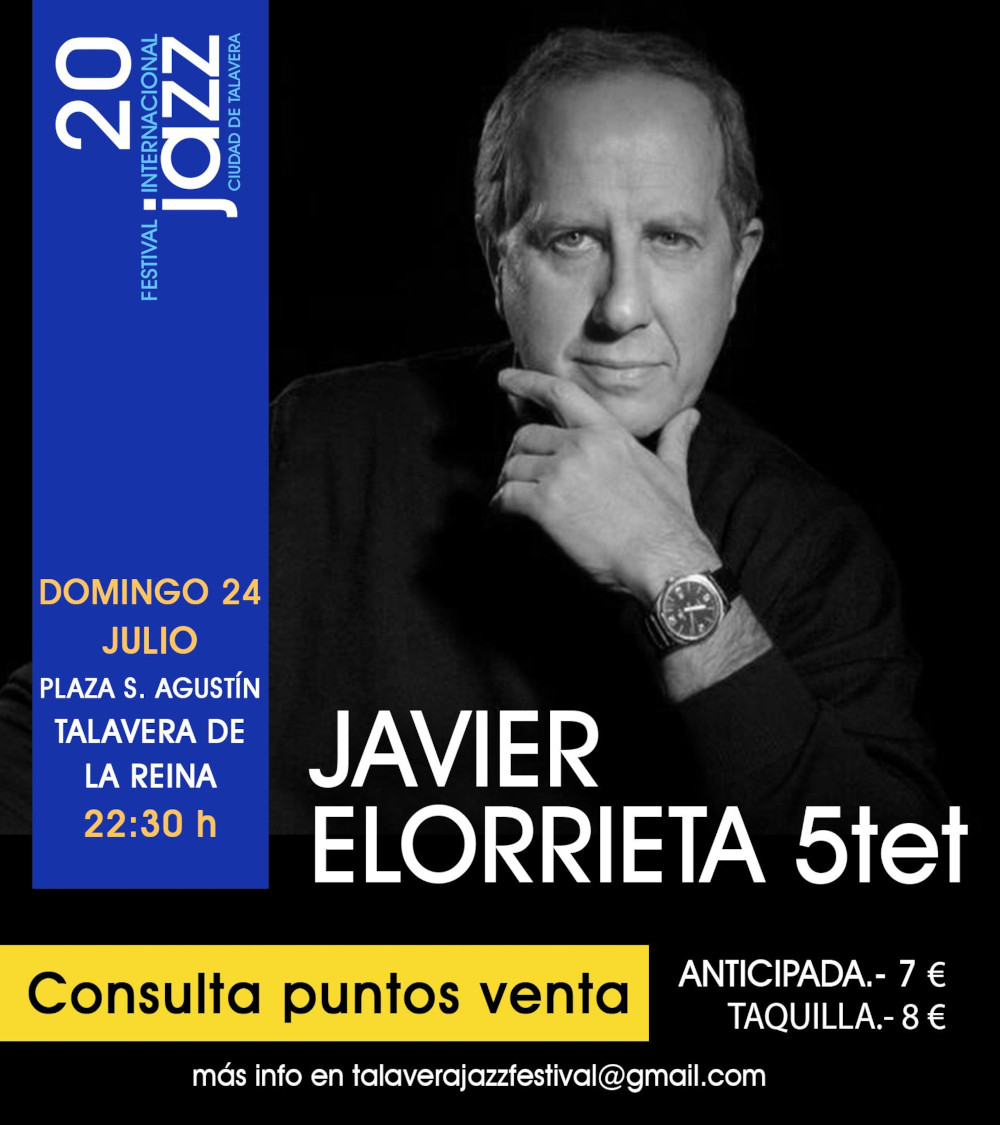 20
FESTIVAL INTERNACIONAL
jazz
CIUDAD DE TALAVERA
DOMINGO 24
JULIO
PLAZA S. AGUSTÍN
TALAVERA DE
LA REINA
22:30 h
JAVIER
ELORRIETA 5tet
Consulta puntos venta
ANTICIPADA.- 7 €
TAQUILLA.- 8 €
más info en talaverajazzfestival@gmail.com